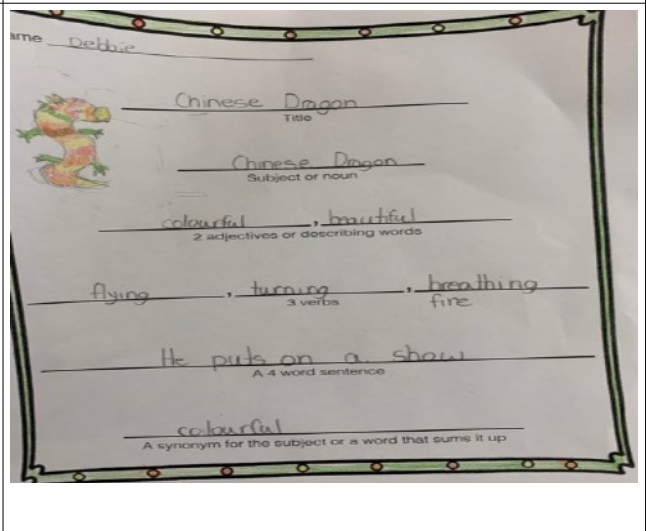 ame Debbie
Chinese Dragon
Title
Chinese Dragon
Subject or noun
colourful , beautiful
2 adjectives or describing words
flying , turning , breathing
3 verbs fire
He puts on a show
A 4 word sentence
colourful
A synonym for the subject or a word that sums it up